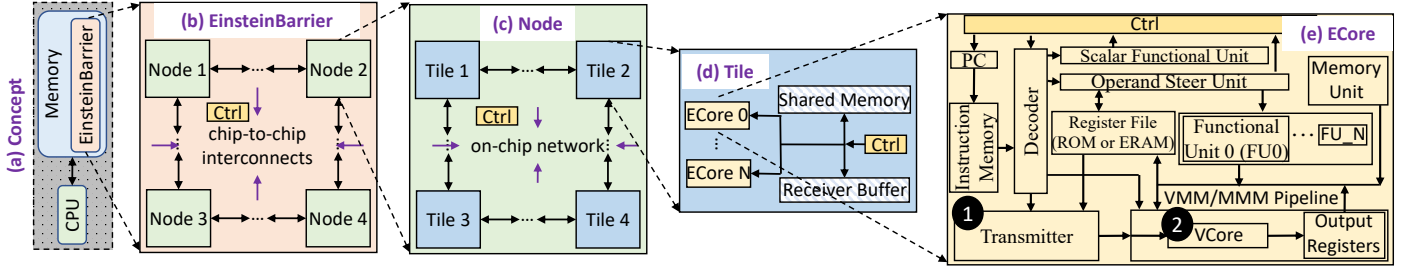 (a) Concept
Memory
EinsteinBarrier
CPU
(b) EinsteinBarrier
Node 1
Node 2
Ctrl
chip-to-chip
interconnects
Node 3
Node 4
(c) Node
Tile 1
Tile 2
Ctrl
on-chip network
Tile 3
Tile 4
(d) Tile
Shared Memory
ECore 0
Ctrl
ECore N
Receiver Buffer
Ctrl
(e) ECore
PC
Instruction
Memory
Decoder
Scalar Functional Unit
Operand Steer Unit
Memory
Unit
Register File
(ROM or ERAM)
Functional
Unit 0 (FU0)
FU_N
VMM/MMM Pipeline
1
Transmitter
2
VCore
Output
Registers